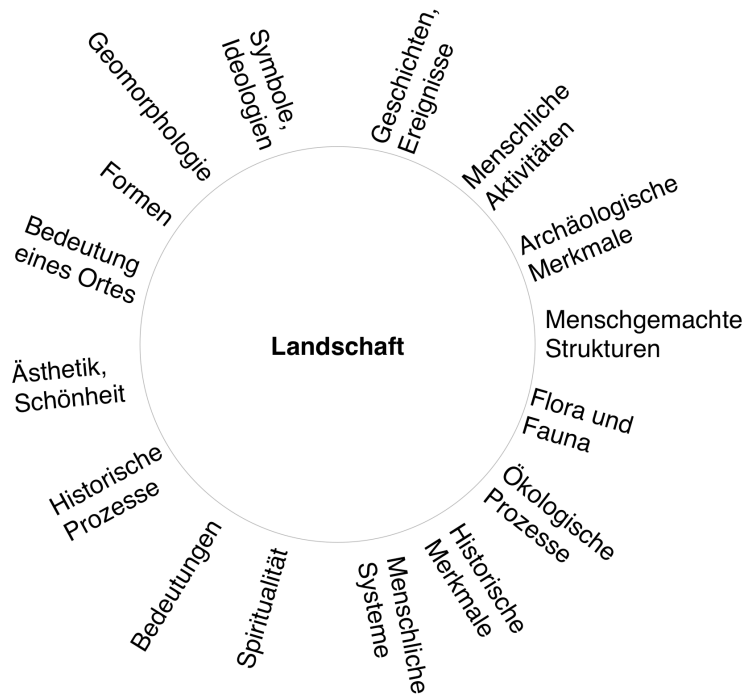 Geschichten,
Ereignisse
Menschliche
Aktivitäten
Archäologische
Merkmale
Menschgemachte
Strukturen
Flora und
Fauna
Ökologische
Prozesse
Historische
Merkmale
Menschliche
Systeme
Spiritualität
Bedeutungen
Historische
Prozesse
Ästhetik,
Schönheit
Bedeutung
eines Ortes
Formen
Geomorphologie
Symbole,
Ideologien
Landschaft